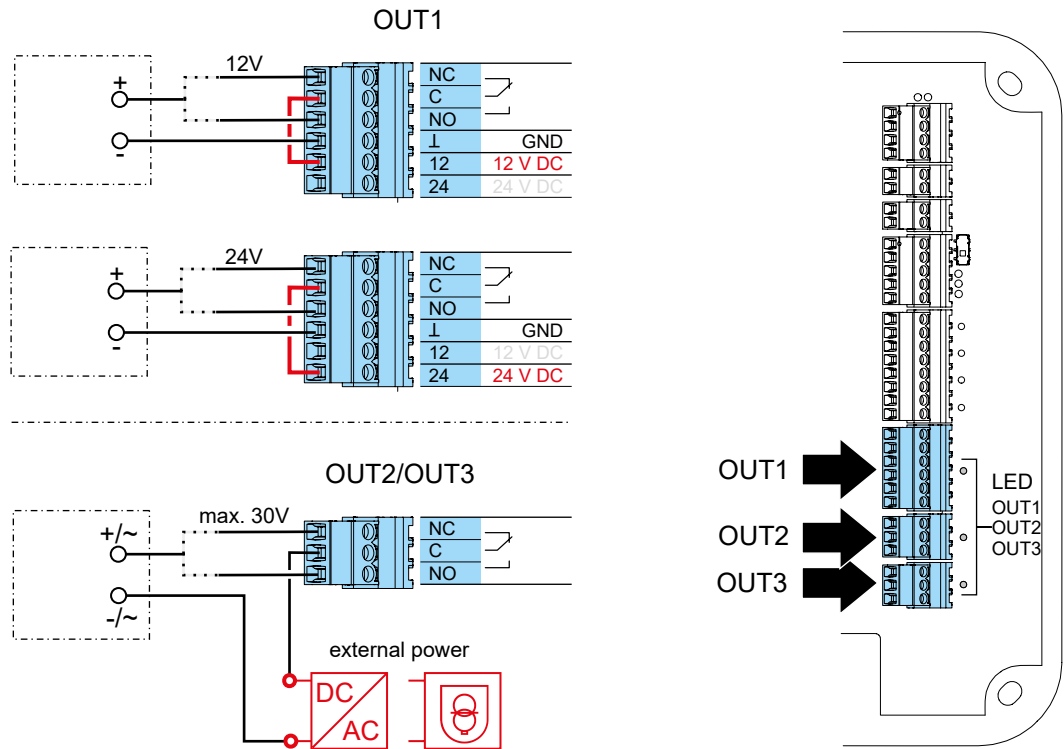 OUT1
12V
+
-
NC
C
NO
⊥ GND
12 12 V DC
24 24 V DC
24V
+
-
NC
C
NO
⊥ GND
12 12 V DC
24 24 V DC
OUT2/OUT3
max. 30V
+/~
-/~
NC
C
NO
external power
DC
AC
OUT1
OUT2
OUT3
LED
OUT1
OUT2
OUT3